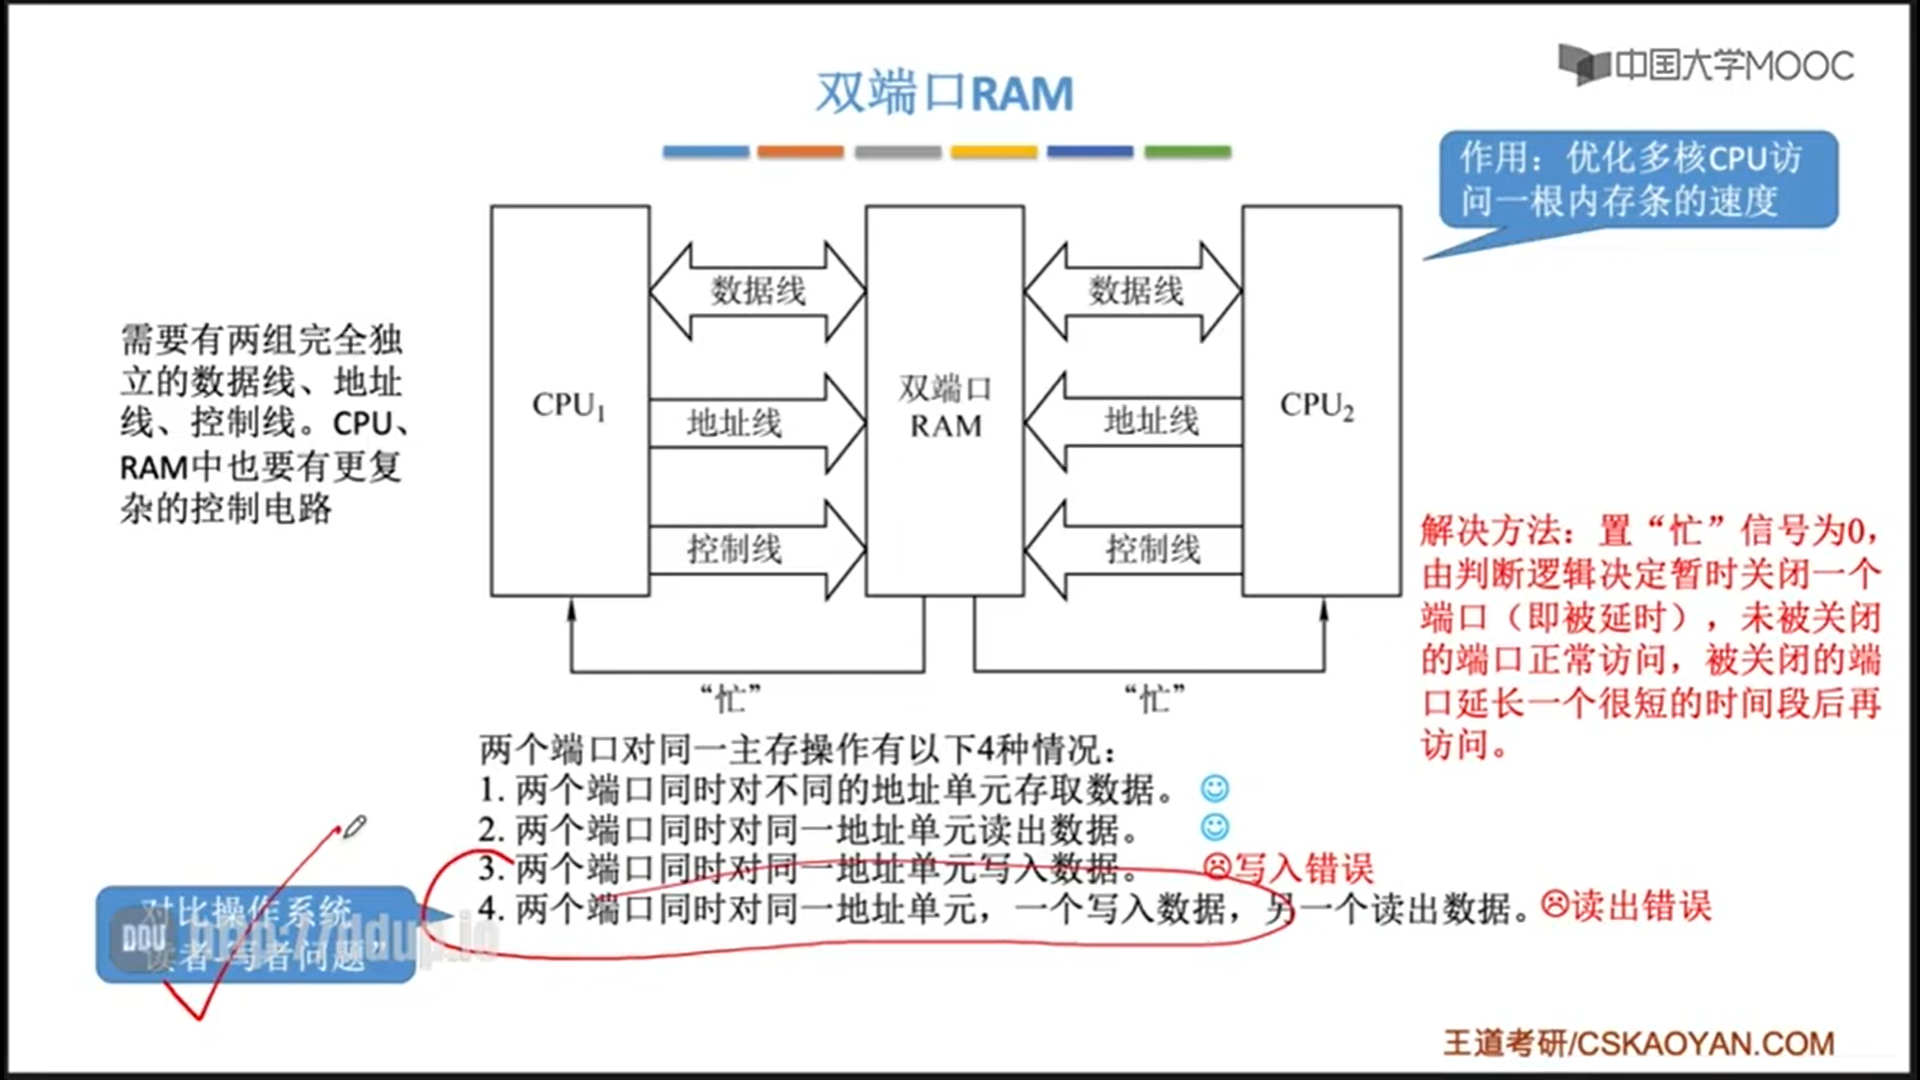 中国大学MOOC
双端口RAM
作用：优化多核CPU访
问一根内存条的速度
需要有两组完全独
立的数据线、地址
线、控制线。CPU、
RAM中也要有更复
杂的控制电路
CPU₁
数据线
地址线
控制线
双端口
RAM
数据线
地址线
控制线
CPU₂
“忙”
“忙”
解决方法：置“忙”信号为0，
由判断逻辑决定暂时关闭一个
端口（即被延时），未被关闭
的端口正常访问，被关闭的端
口延长一个很短的时间段后再
访问。
两个端口对同一主存操作有以下4种情况：
1. 两个端口同时对不同的地址单元存取数据。
2. 两个端口同时对同一地址单元读出数据。
3. 两个端口同时对同一地址单元写入数据。 写入错误
4. 两个端口同时对同一地址单元，一个写入数据，另一个读出数据。 读出错误
对比操作系统
读者-写者问题”
DDU
http://ddup.io
王道考研/CSKAOYAN.COM